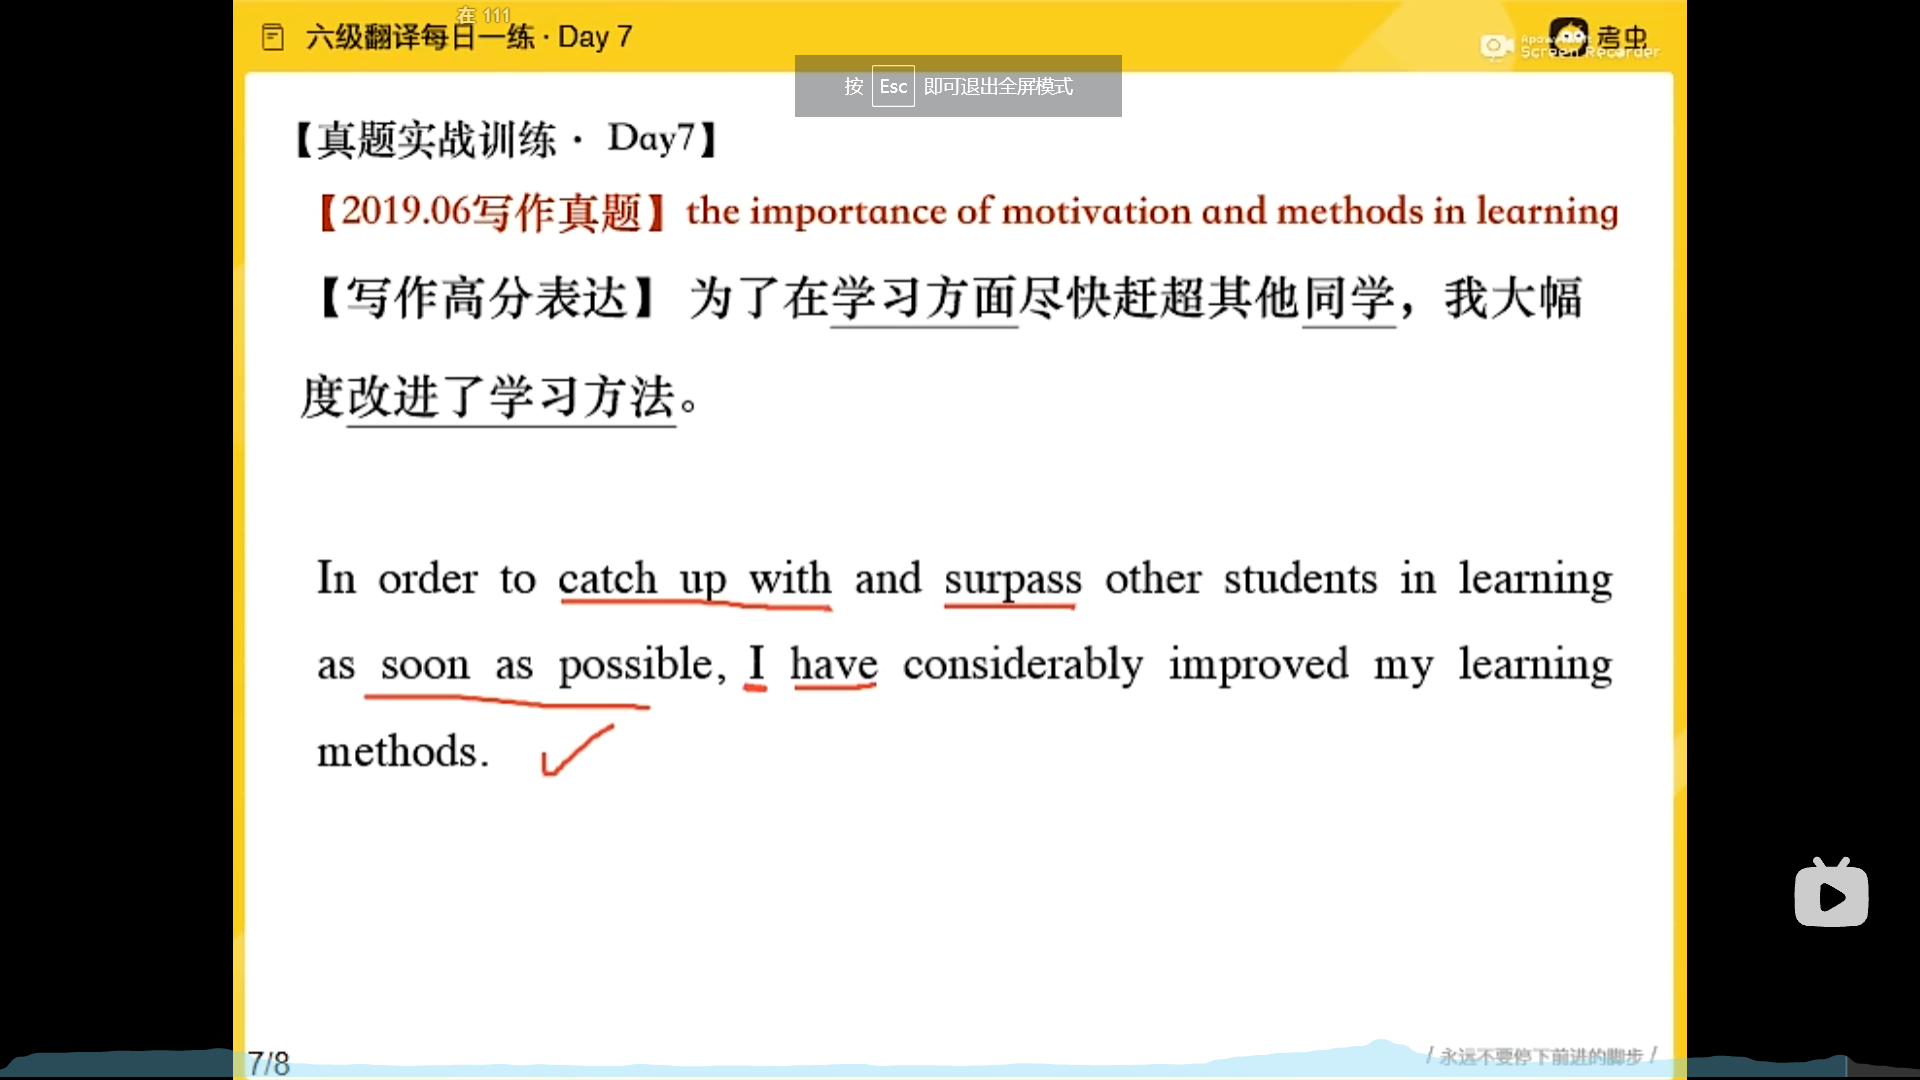 在 111
六级翻译每日一练 · Day 7
考虫
Apowersoft
Screen Recorder
按 Esc 即可退出全屏模式
【真题实战训练 · Day7】
【2019.06写作真题】the importance of motivation and methods in learning
【写作高分表达】 为了在学习方面尽快赶超其他同学，我大幅
度改进了学习方法。
In order to catch up with and surpass other students in learning
as soon as possible, I have considerably improved my learning
methods.
7/8
/ 永远不要停下前进的脚步 /